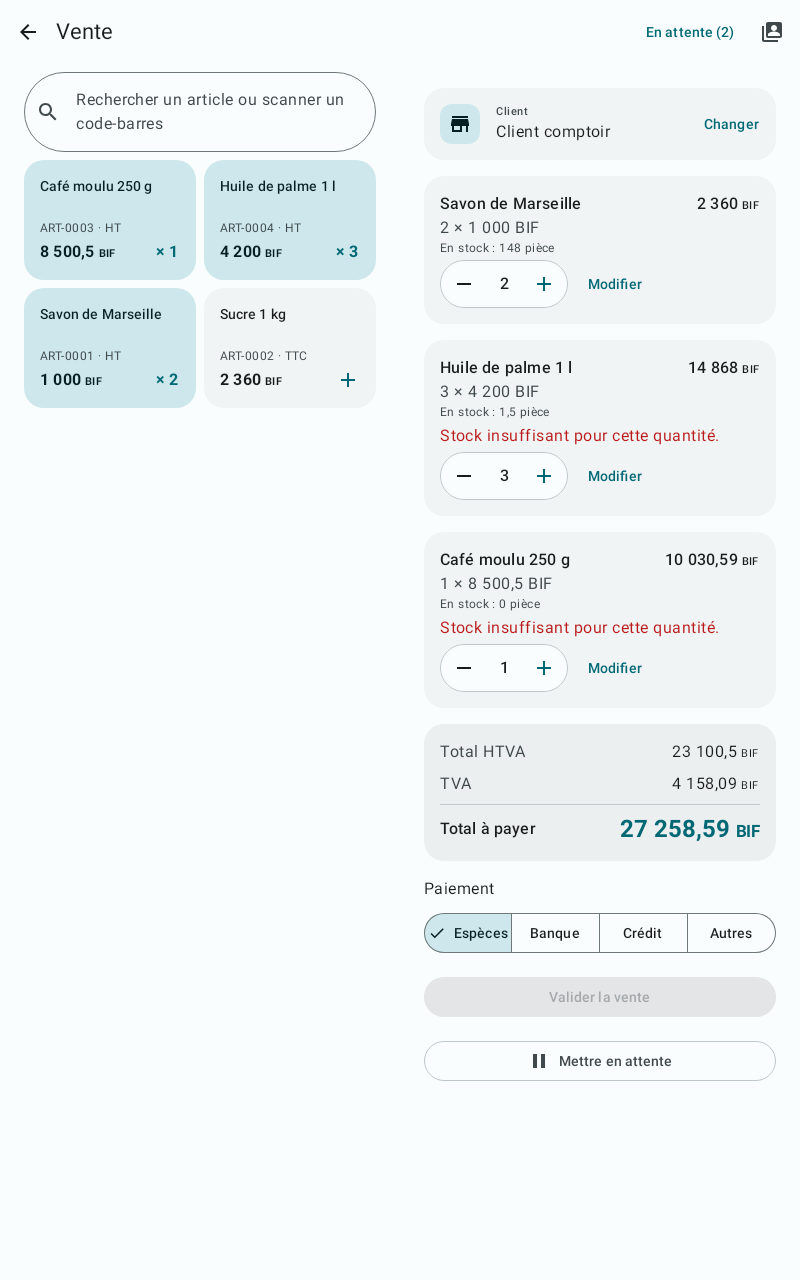 Vente
En attente (2)
Rechercher un article ou scanner un
code-barres
Café moulu 250 g
ART-0003 · HT
8 500,5 BIF × 1
Huile de palme 1 l
ART-0004 · HT
4 200 BIF × 3
Savon de Marseille
ART-0001 · HT
1 000 BIF × 2
Sucre 1 kg
ART-0002 · TTC
2 360 BIF +
Client
Client comptoir
Changer
Savon de Marseille 2 360 BIF
2 × 1 000 BIF
En stock : 148 pièce
− 2 + Modifier
Huile de palme 1 l 14 868 BIF
3 × 4 200 BIF
En stock : 1,5 pièce
Stock insuffisant pour cette quantité.
− 3 + Modifier
Café moulu 250 g 10 030,59 BIF
1 × 8 500,5 BIF
En stock : 0 pièce
Stock insuffisant pour cette quantité.
− 1 + Modifier
Total HTVA 23 100,5 BIF
TVA 4 158,09 BIF
Total à payer 27 258,59 BIF
Paiement
Espèces Banque Crédit Autres
Valider la vente
Mettre en attente